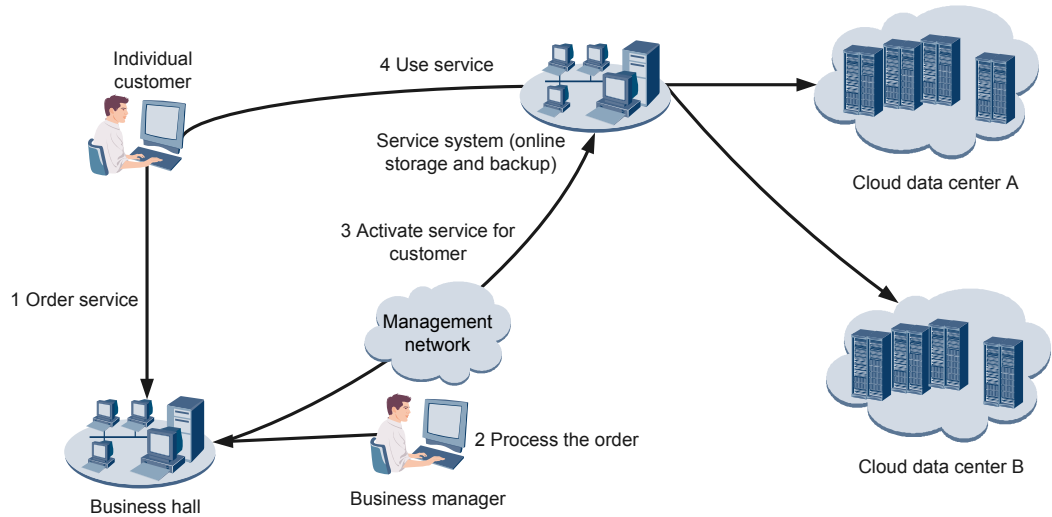 Individual
customer
4 Use service
Service system (online
storage and backup)
Cloud data center A
3 Activate service for
customer
1 Order service
Management
network
2 Process the order
Cloud data center B
Business manager
Business hall